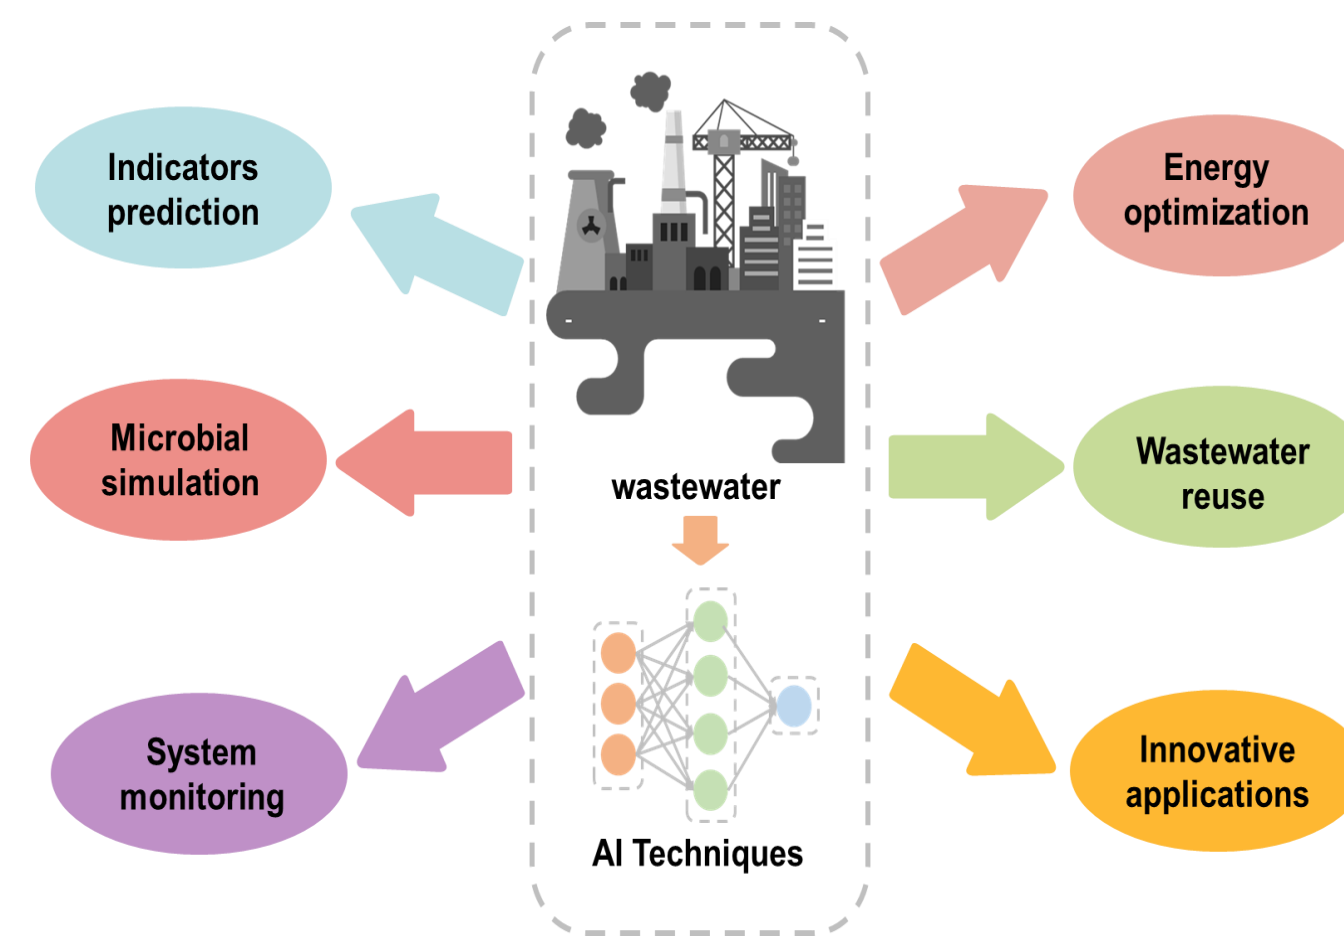 Indicators
prediction
Microbial
simulation
System
monitoring
wastewater
AI Techniques
Energy
optimization
Wastewater
reuse
Innovative
applications